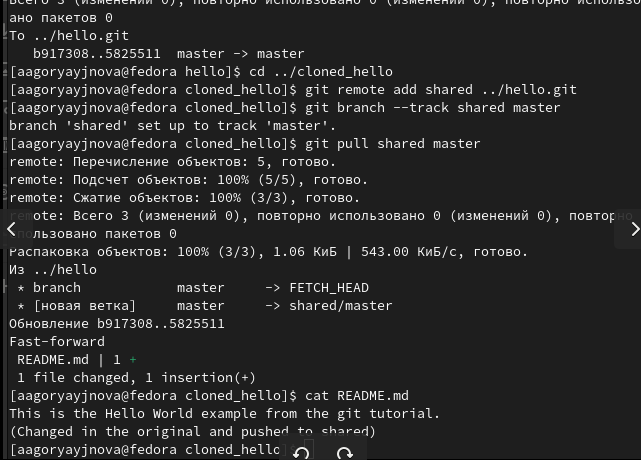 Всего 3 (изменений 0), повторно использовано 0 (изменений 0), повторно использо
ано пакетов 0
To ../hello.git
b917308..5825511 master -> master
[aagoryayjnova@fedora hello]$ cd ../cloned_hello
[aagoryayjnova@fedora cloned_hello]$ git remote add shared ../hello.git
[aagoryayjnova@fedora cloned_hello]$ git branch --track shared master
branch 'shared' set up to track 'master'.
[aagoryayjnova@fedora cloned_hello]$ git pull shared master
remote: Перечисление объектов: 5, готово.
remote: Подсчет объектов: 100% (5/5), готово.
remote: Сжатие объектов: 100% (3/3), готово.
remote: Всего 3 (изменений 0), повторно использовано 0 (изменений 0), повторно
пользовано пакетов 0
Распаковка объектов: 100% (3/3), 1.06 КиБ | 543.00 КиБ/с, готово.
Из ../hello
* branch master -> FETCH_HEAD
* [новая ветка] master -> shared/master
Обновление b917308..5825511
Fast-forward
README.md | 1 +
1 file changed, 1 insertion(+)
[aagoryayjnova@fedora cloned_hello]$ cat README.md
This is the Hello World example from the git tutorial.
(Changed in the original and pushed to shared)
[aagoryayjnova@fedora cloned_hello